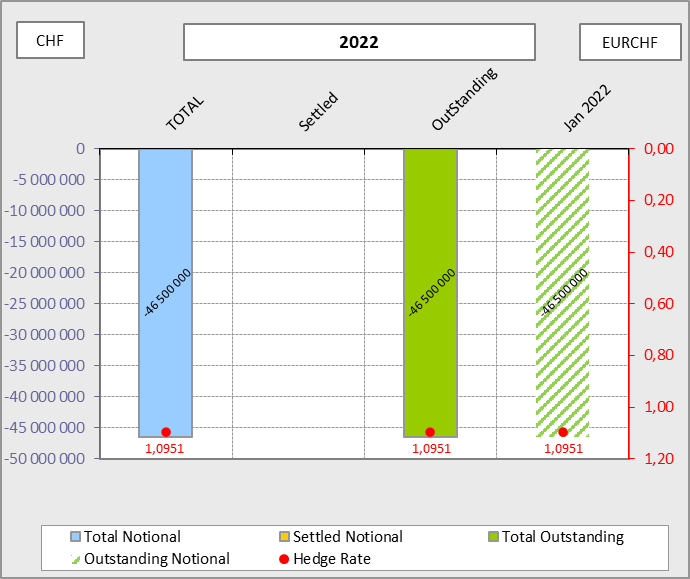 CHF
2022
EURCHF
TOTAL
Settled
OutStanding
Jan 2022
0
-5 000 000
-10 000 000
-15 000 000
-20 000 000
-25 000 000
-30 000 000
-35 000 000
-40 000 000
-45 000 000
-50 000 000
-46 500 000
-46 500 000
-46 500 000
1,0951
1,0951
1,0951
0,00
0,20
0,40
0,60
0,80
1,00
1,20
Total Notional
Settled Notional
Total Outstanding
Outstanding Notional
Hedge Rate